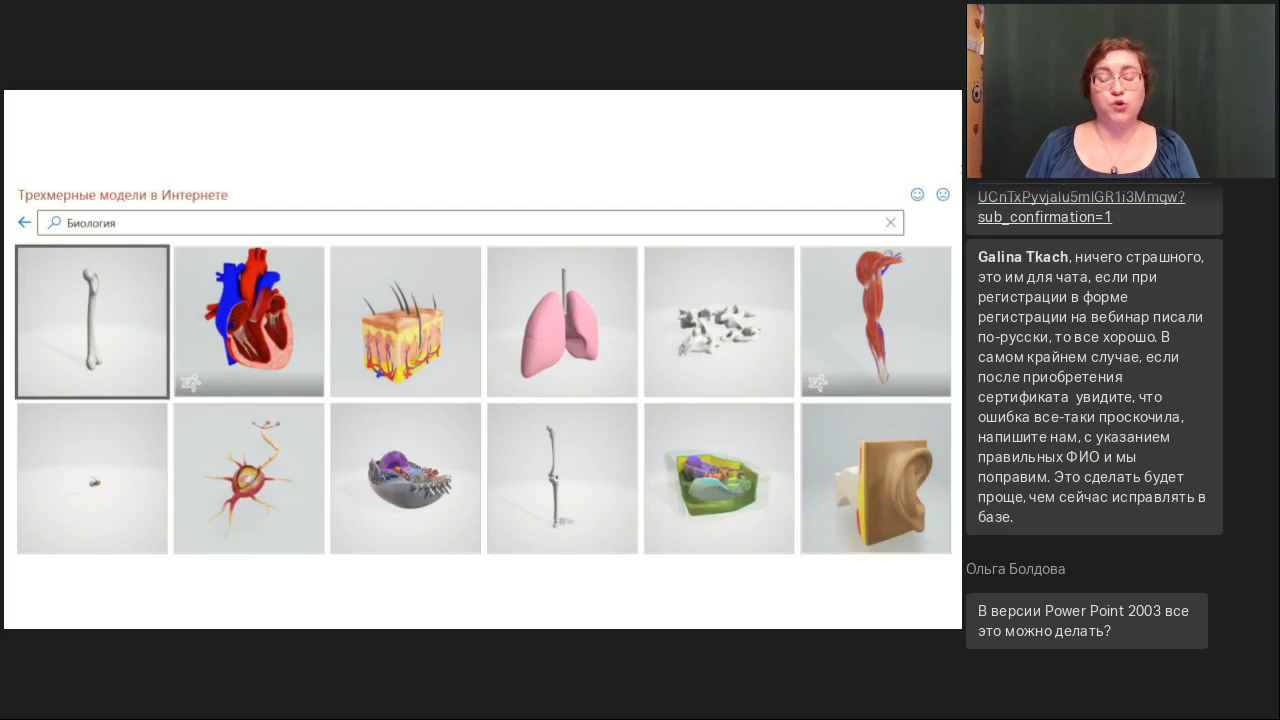 Трехмерные модели в Интернете
Биология
UCnTxPyvjalu5mlGR1i3Mmqw?
sub_confirmation=1
Galina Tkach, ничего страшного,
это им для чата, если при
регистрации в форме
регистрации на вебинар писали
по-русски, то все хорошо. В
самом крайнем случае, если
после приобретения
сертификата увидите, что
ошибка все-таки проскочила,
напишите нам, с указанием
правильных ФИО и мы
поправим. Это сделать будет
проще, чем сейчас исправлять в
базе.
Ольга Болдова
В версии Power Point 2003 все
это можно делать?